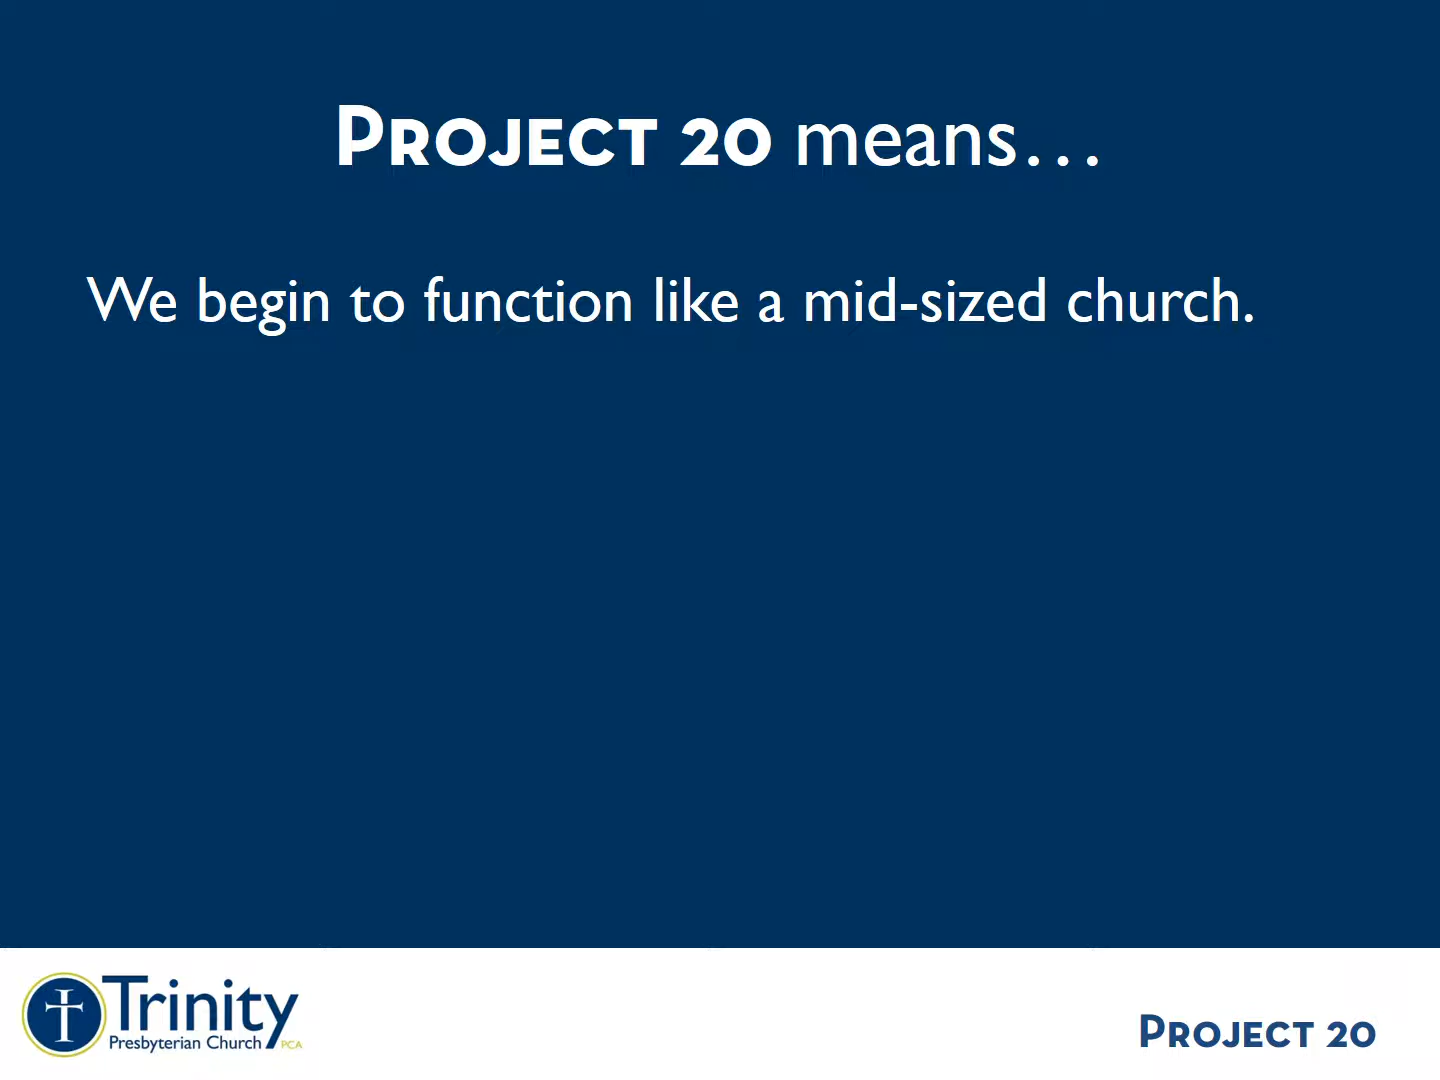 Project 20 means…
We begin to function like a mid-sized church.
Trinity
Presbyterian Church PCA
Project 20